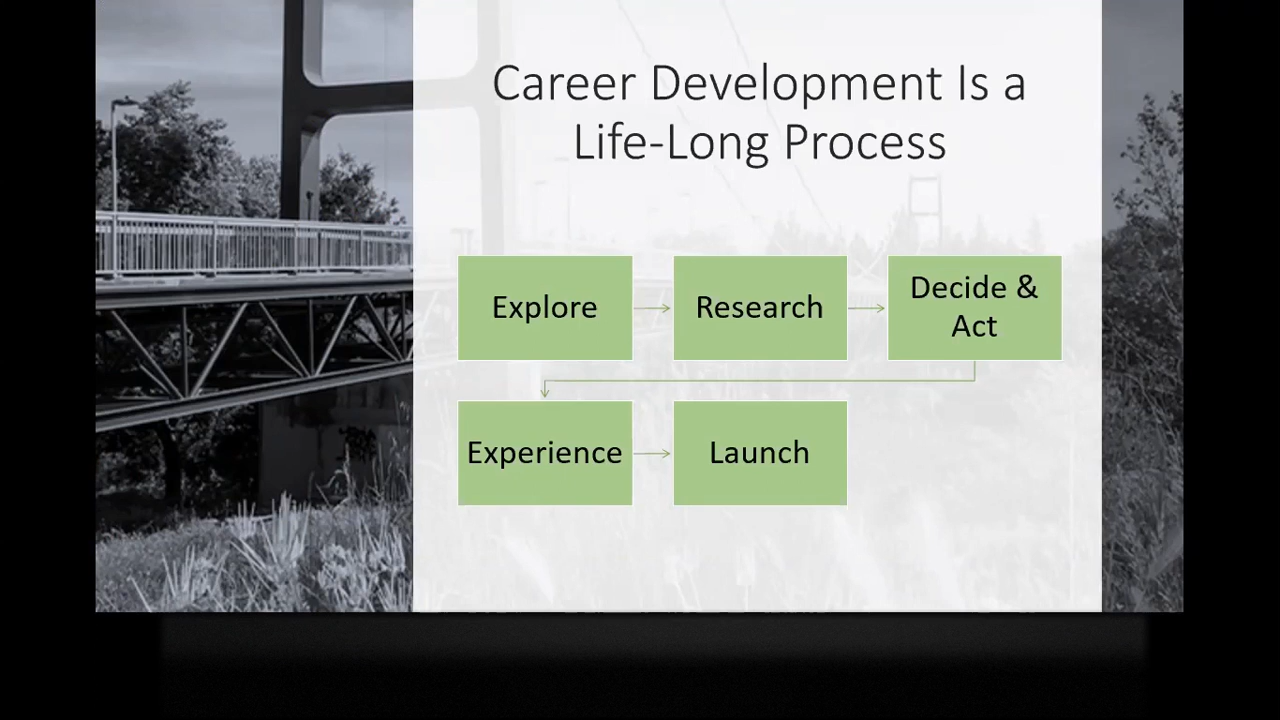 Career Development Is a
Life-Long Process
Explore
Research
Decide &
Act
Experience
Launch